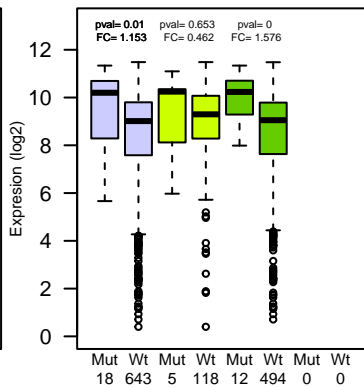 pval= 0.01 pval= 0.653 pval= 0
FC= 1.153 FC= 0.462 FC= 1.576
Expresion (log2)
12
10
8
6
4
2
0
Mut Wt Mut Wt Mut Wt Mut Wt
18 643 5 118 12 494 0 0